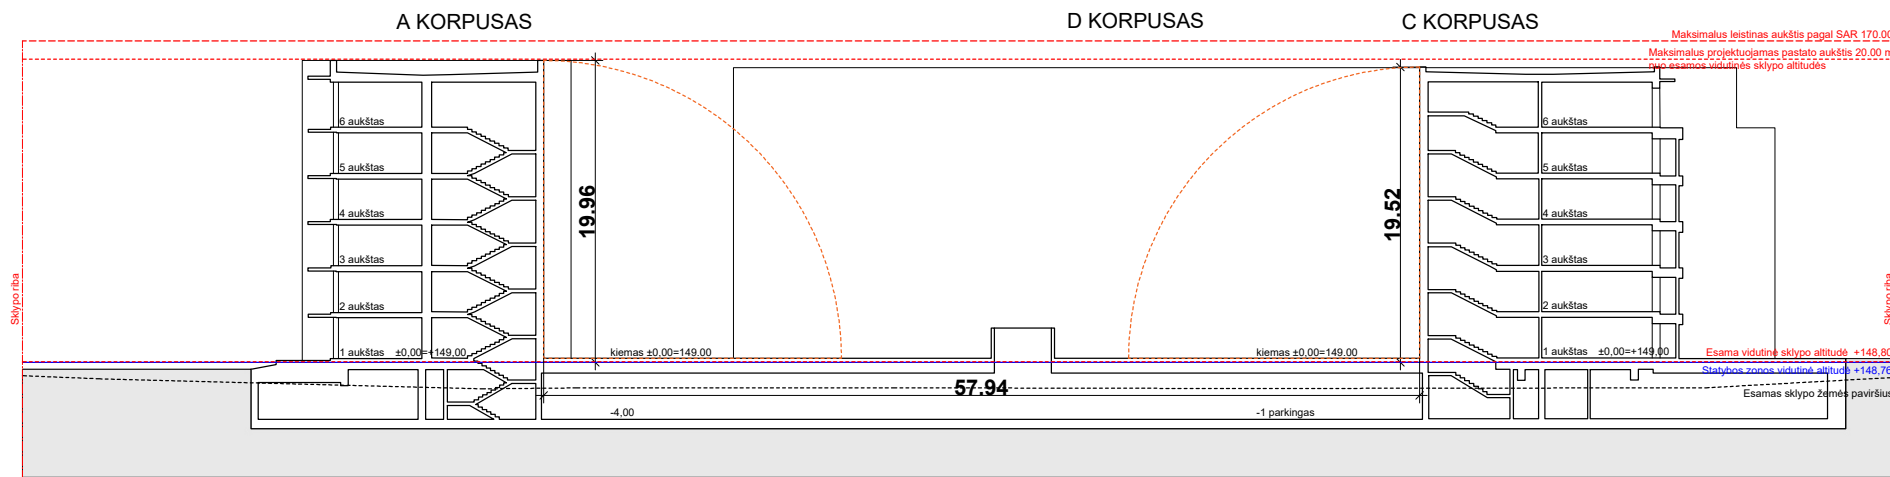 A KORPUSAS
D KORPUSAS
C KORPUSAS
Maksimalus leistinas aukštis pagal SAR 170.00
Maksimalus projektuojamas pastato aukštis 20.00 m
nuo esamos vidutinės sklypo altitudės
6 aukštas
6 aukštas
5 aukštas
5 aukštas
4 aukštas
19.96
19.52
4 aukštas
3 aukštas
3 aukštas
2 aukštas
2 aukštas
Sklypo riba
Sklypo riba
1 aukštas ±0,00=+149,00
kiemas ±0,00=149.00
kiemas ±0,00=149.00
1 aukštas ±0,00=+149,00
Esama vidutinė sklypo altitudė +148,80
Statybos zonos vidutinė altitudė +148,76
57.94
Esamas sklypo žemės paviršius
-4,00
-1 parkingas